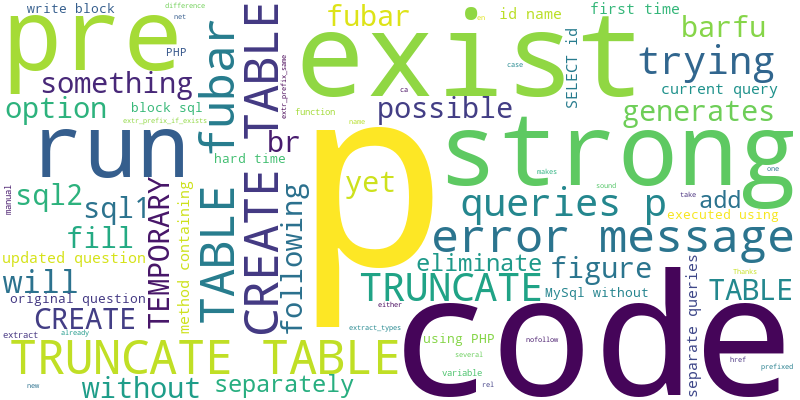 write block
difference
net
PHP
pre
fubar
on
id name
first time
barfu
exist
trying
something
case
SELECT id
current query
option
block sql
extr_prefix_same
ca
possible
generates
extr_prefix_if_exists
function
fubar
CREATE TABLE
name
run
br
p
strong
hard time
makes
one
manual
sql2
sql1
TEMPORARY
method containing
TABLE
following
yet
sound
take
queries p
add
executed using
fill
error message
updated question
eliminate
figure
will
Thanks
original question
TRUNCATE
MySql without
TABLE
CREATE
either
code
separate queries
extract
already
extract_types
using PHP
nofollow
several
href
TRUNCATE TABLE
variable
prefixed
new
without
separately
rel